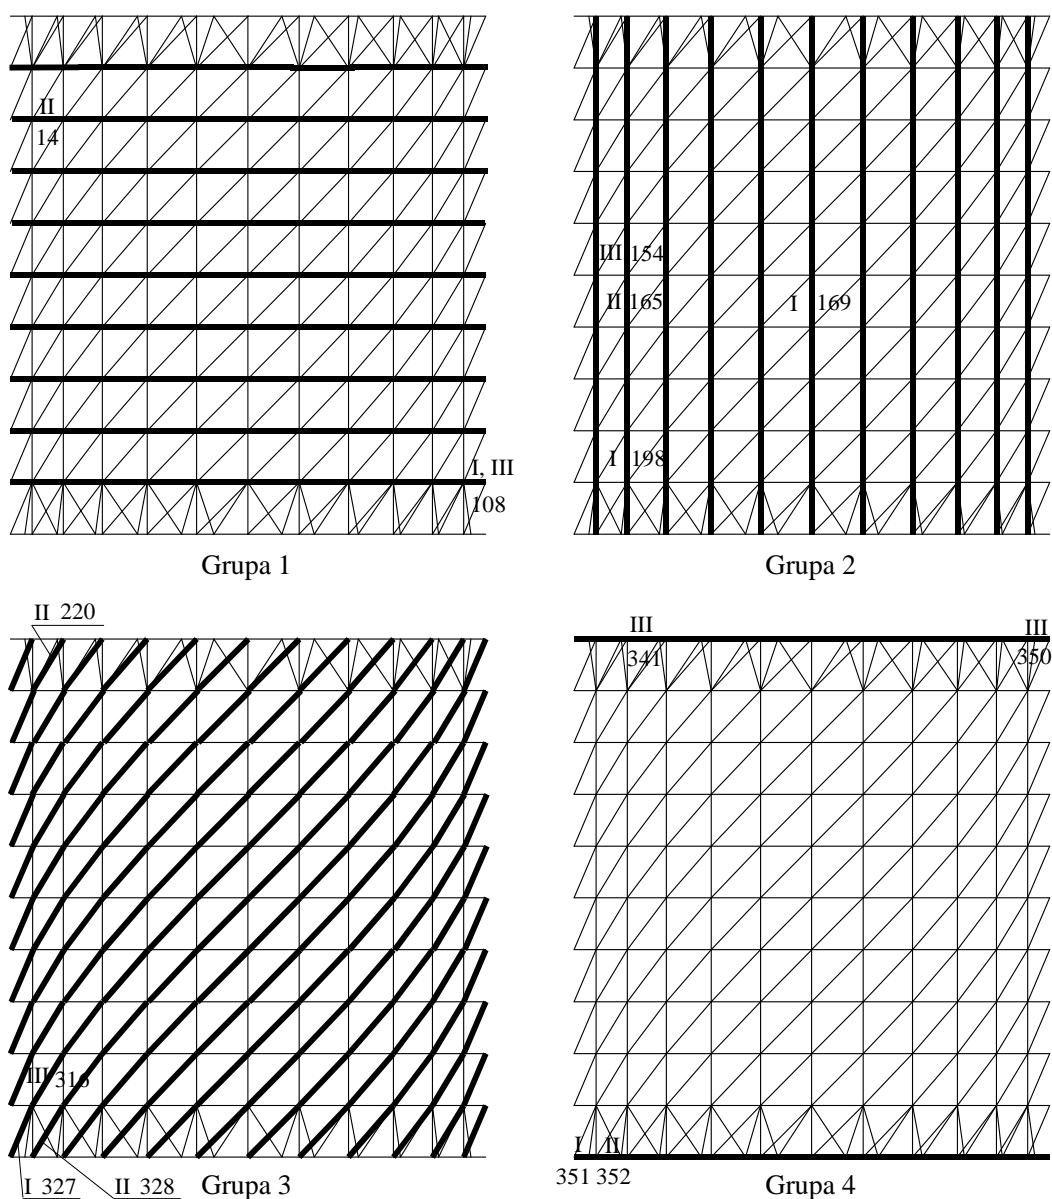 II
14
I, III
108
Grupa 1
III 154
II 165
I 169
I 198
Grupa 2
II 220
III 316
I 327
II 328
Grupa 3
III
341
III
350
I
II
351 352
Grupa 4